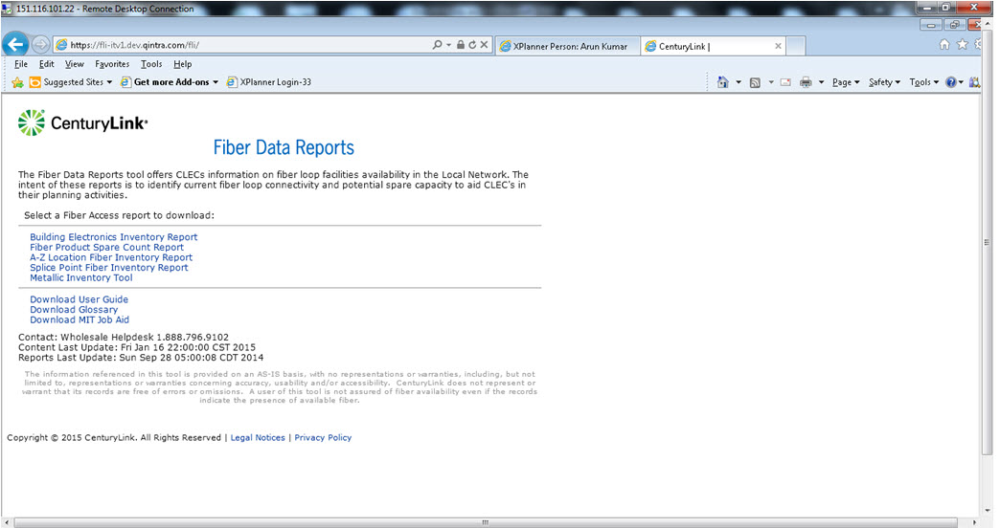 151.116.101.22 - Remote Desktop Connection
https://fli-itv1.dev.qintra.com/fli/
XPlanner Person: Arun Kumar
CenturyLink |
File Edit View Favorites Tools Help
Suggested Sites Get more Add-ons XPlanner Login-33
Page Safety Tools
CenturyLink®
Fiber Data Reports
The Fiber Data Reports tool offers CLECs information on fiber loop facilities availability in the Local Network. The
intent of these reports is to identify current fiber loop connectivity and potential spare capacity to aid CLEC's in
their planning activities.
Select a Fiber Access report to download:
Building Electronics Inventory Report
Fiber Product Spare Count Report
A-Z Location Fiber Inventory Report
Splice Point Fiber Inventory Report
Metallic Inventory Tool
Download User Guide
Download Glossary
Download MIT Job Aid
Contact: Wholesale Helpdesk 1.888.796.9102
Content Last Update: Fri Jan 16 22:00:00 CST 2015
Reports Last Update: Sun Sep 28 05:00:08 CDT 2014
The information referenced in this tool is provided on an AS-IS basis, with no representations or warranties, including, but not
limited to, representations or warranties concerning accuracy, usability and/or accessibility. CenturyLink does not represent or
warrant that its records are free of errors or omissions. A user of this tool is not assured of fiber availability even if the records
indicate the presence of available fiber.
Copyright © 2015 CenturyLink. All Rights Reserved | Legal Notices | Privacy Policy